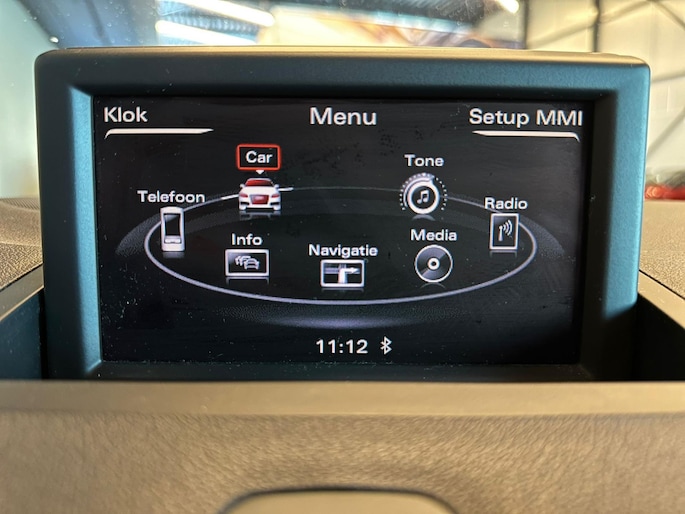 Klok
Menu
Setup MMI
Car
Tone
Telefoon
Radio
Info
Navigatie
Media
11:12